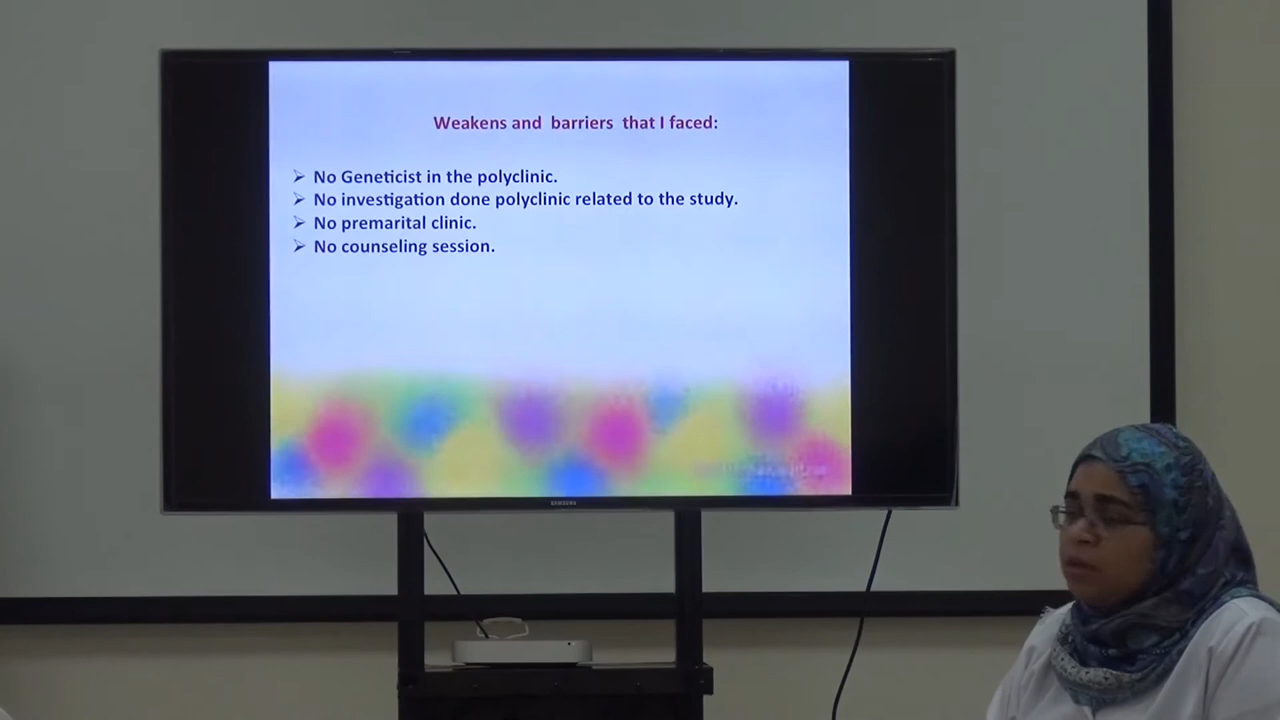 Weakens and barriers that I faced:
➢ No Geneticist in the polyclinic.
➢ No investigation done polyclinic related to the study.
➢ No premarital clinic.
➢ No counseling session.
SAMSUNG